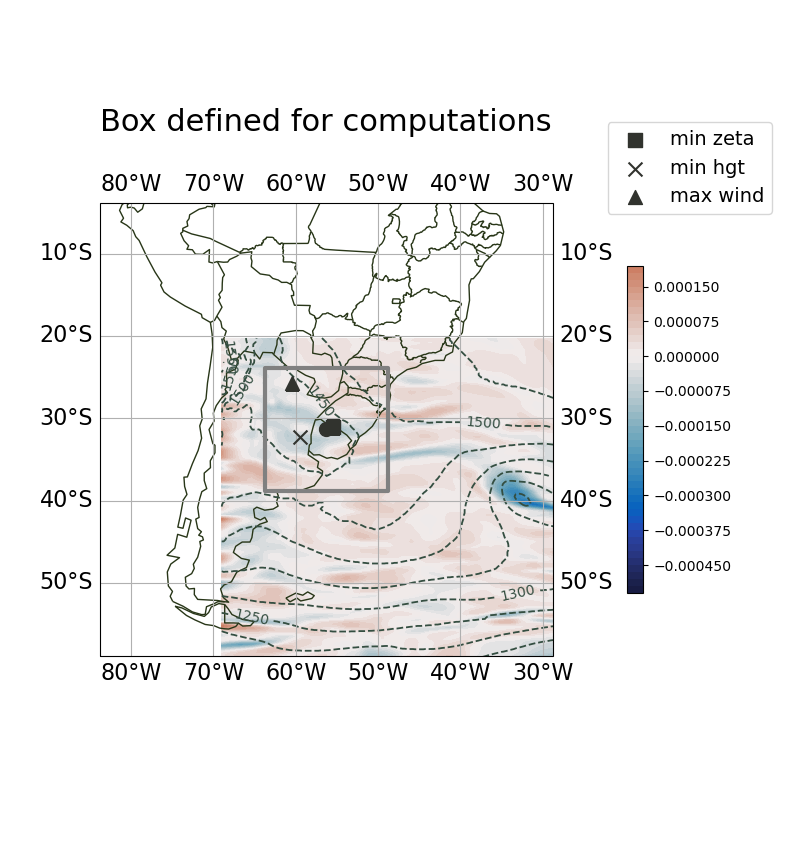 Box defined for computations
min zeta
min hgt
max wind
80°W 70°W 60°W 50°W 40°W 30°W
10°S 10°S
20°S 20°S
30°S 30°S
40°S 40°S
50°S 50°S
1500
1450
1500
1300
1250
80°W 70°W 60°W 50°W 40°W 30°W
0.000150
0.000075
0.000000
−0.000075
−0.000150
−0.000225
−0.000300
−0.000375
−0.000450